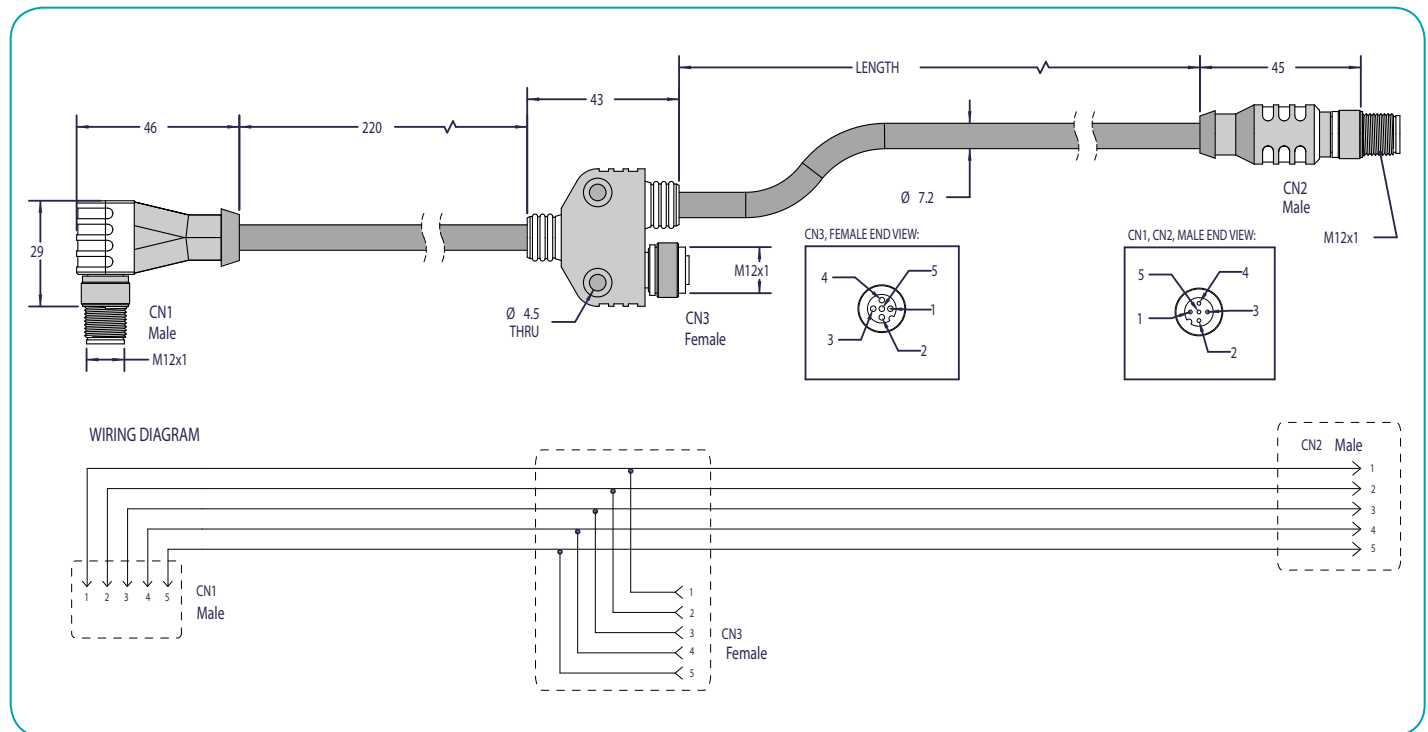 LENGTH
45
43
46
220
29
Ø 7.2
CN2
Male
M12x1
CN3, FEMALE END VIEW:
4
5
1
3
2
CN1, CN2, MALE END VIEW:
5
4
1
3
2
M12x1
Ø 4.5
THRU
CN3
Female
CN1
Male
M12x1
WIRING DIAGRAM
CN2 Male
1
2
3
4
5
1 2 3 4 5
CN1
Male
1
2
3
4
5
CN3
Female